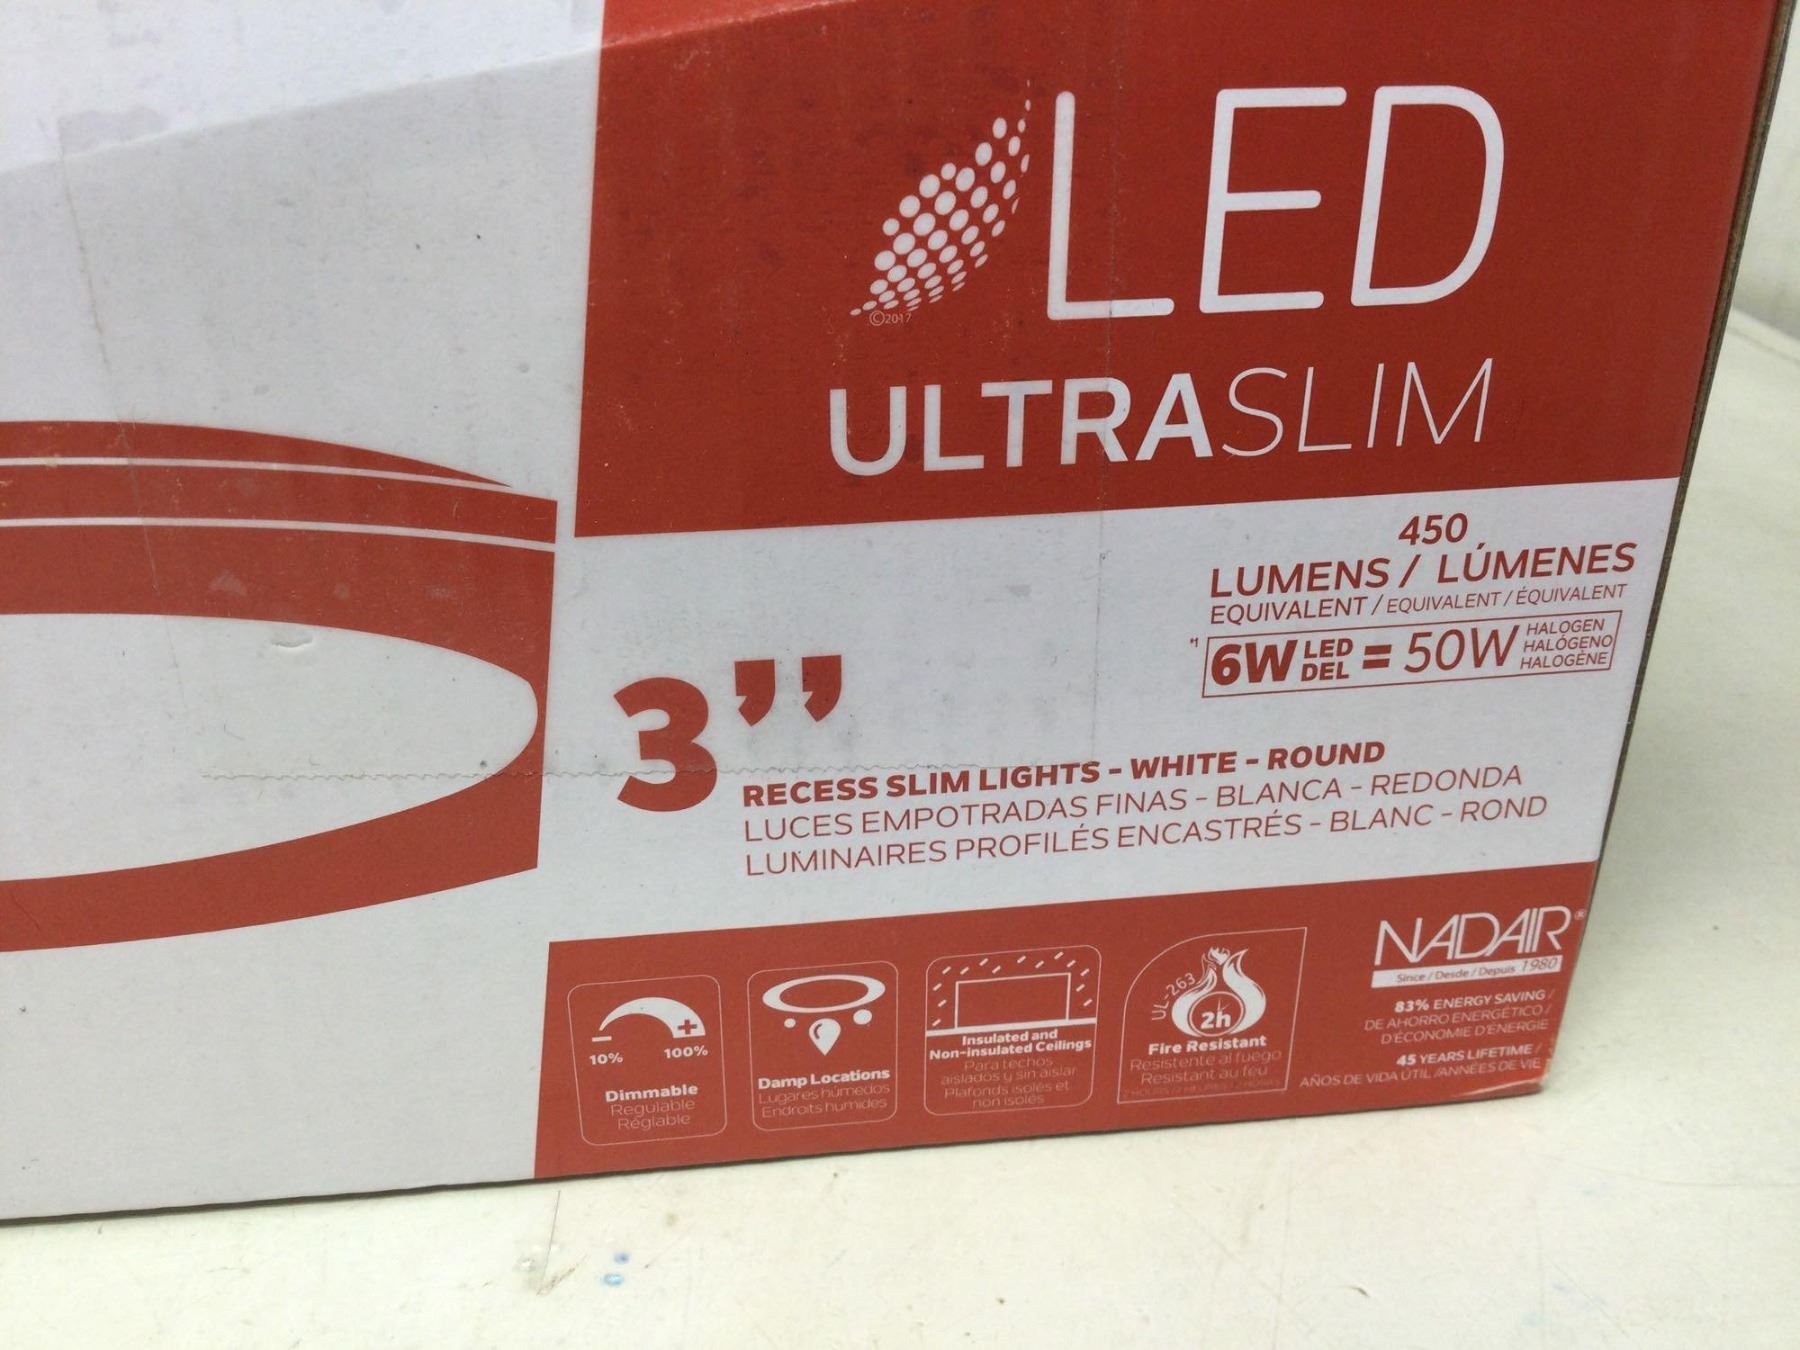 LED
©2017
ULTRASLIM
450
LUMENS / LÚMENES
EQUIVALENT / EQUIVALENT / ÉQUIVALENT
*1 6W LED DEL = 50W HALOGEN HALÓGENO HALOGÈNE
3’’
RECESS SLIM LIGHTS - WHITE - ROUND
LUCES EMPOTRADAS FINAS - BLANCA - REDONDA
LUMINAIRES PROFILÉS ENCASTRÉS - BLANC - ROND
10% 100%
Dimmable
Regulable
Réglable
Damp Locations
Lugares húmedos
Endroits humides
Insulated and
Non-insulated Ceilings
Para techos
aislados y sin aislar
Plafonds isolés et
non isolés
UL-263
2h
Fire Resistant
Resistente al fuego
Resistant au feu
NADAIR®
Since / Desde / Depuis 1980
83% ENERGY SAVING /
DE AHORRO ENERGÉTICO /
D'ÉCONOMIE D'ÉNERGIE
45 YEARS LIFETIME /
AÑOS DE VIDA ÚTIL / ANNÉES DE VIE